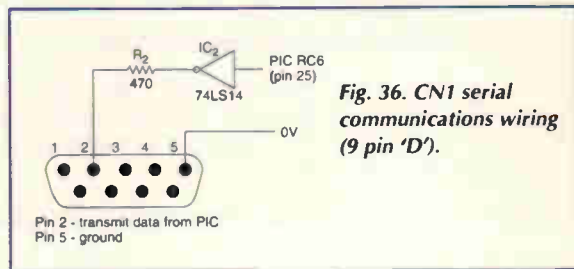 IC2
R2
470
74LS14
PIC RC6
(pin 25)
0V
1 2 3 4 5
Pin 2 - transmit data from PIC
Pin 5 - ground
Fig. 36. CN1 serial
communications wiring
(9 pin ‘D’).